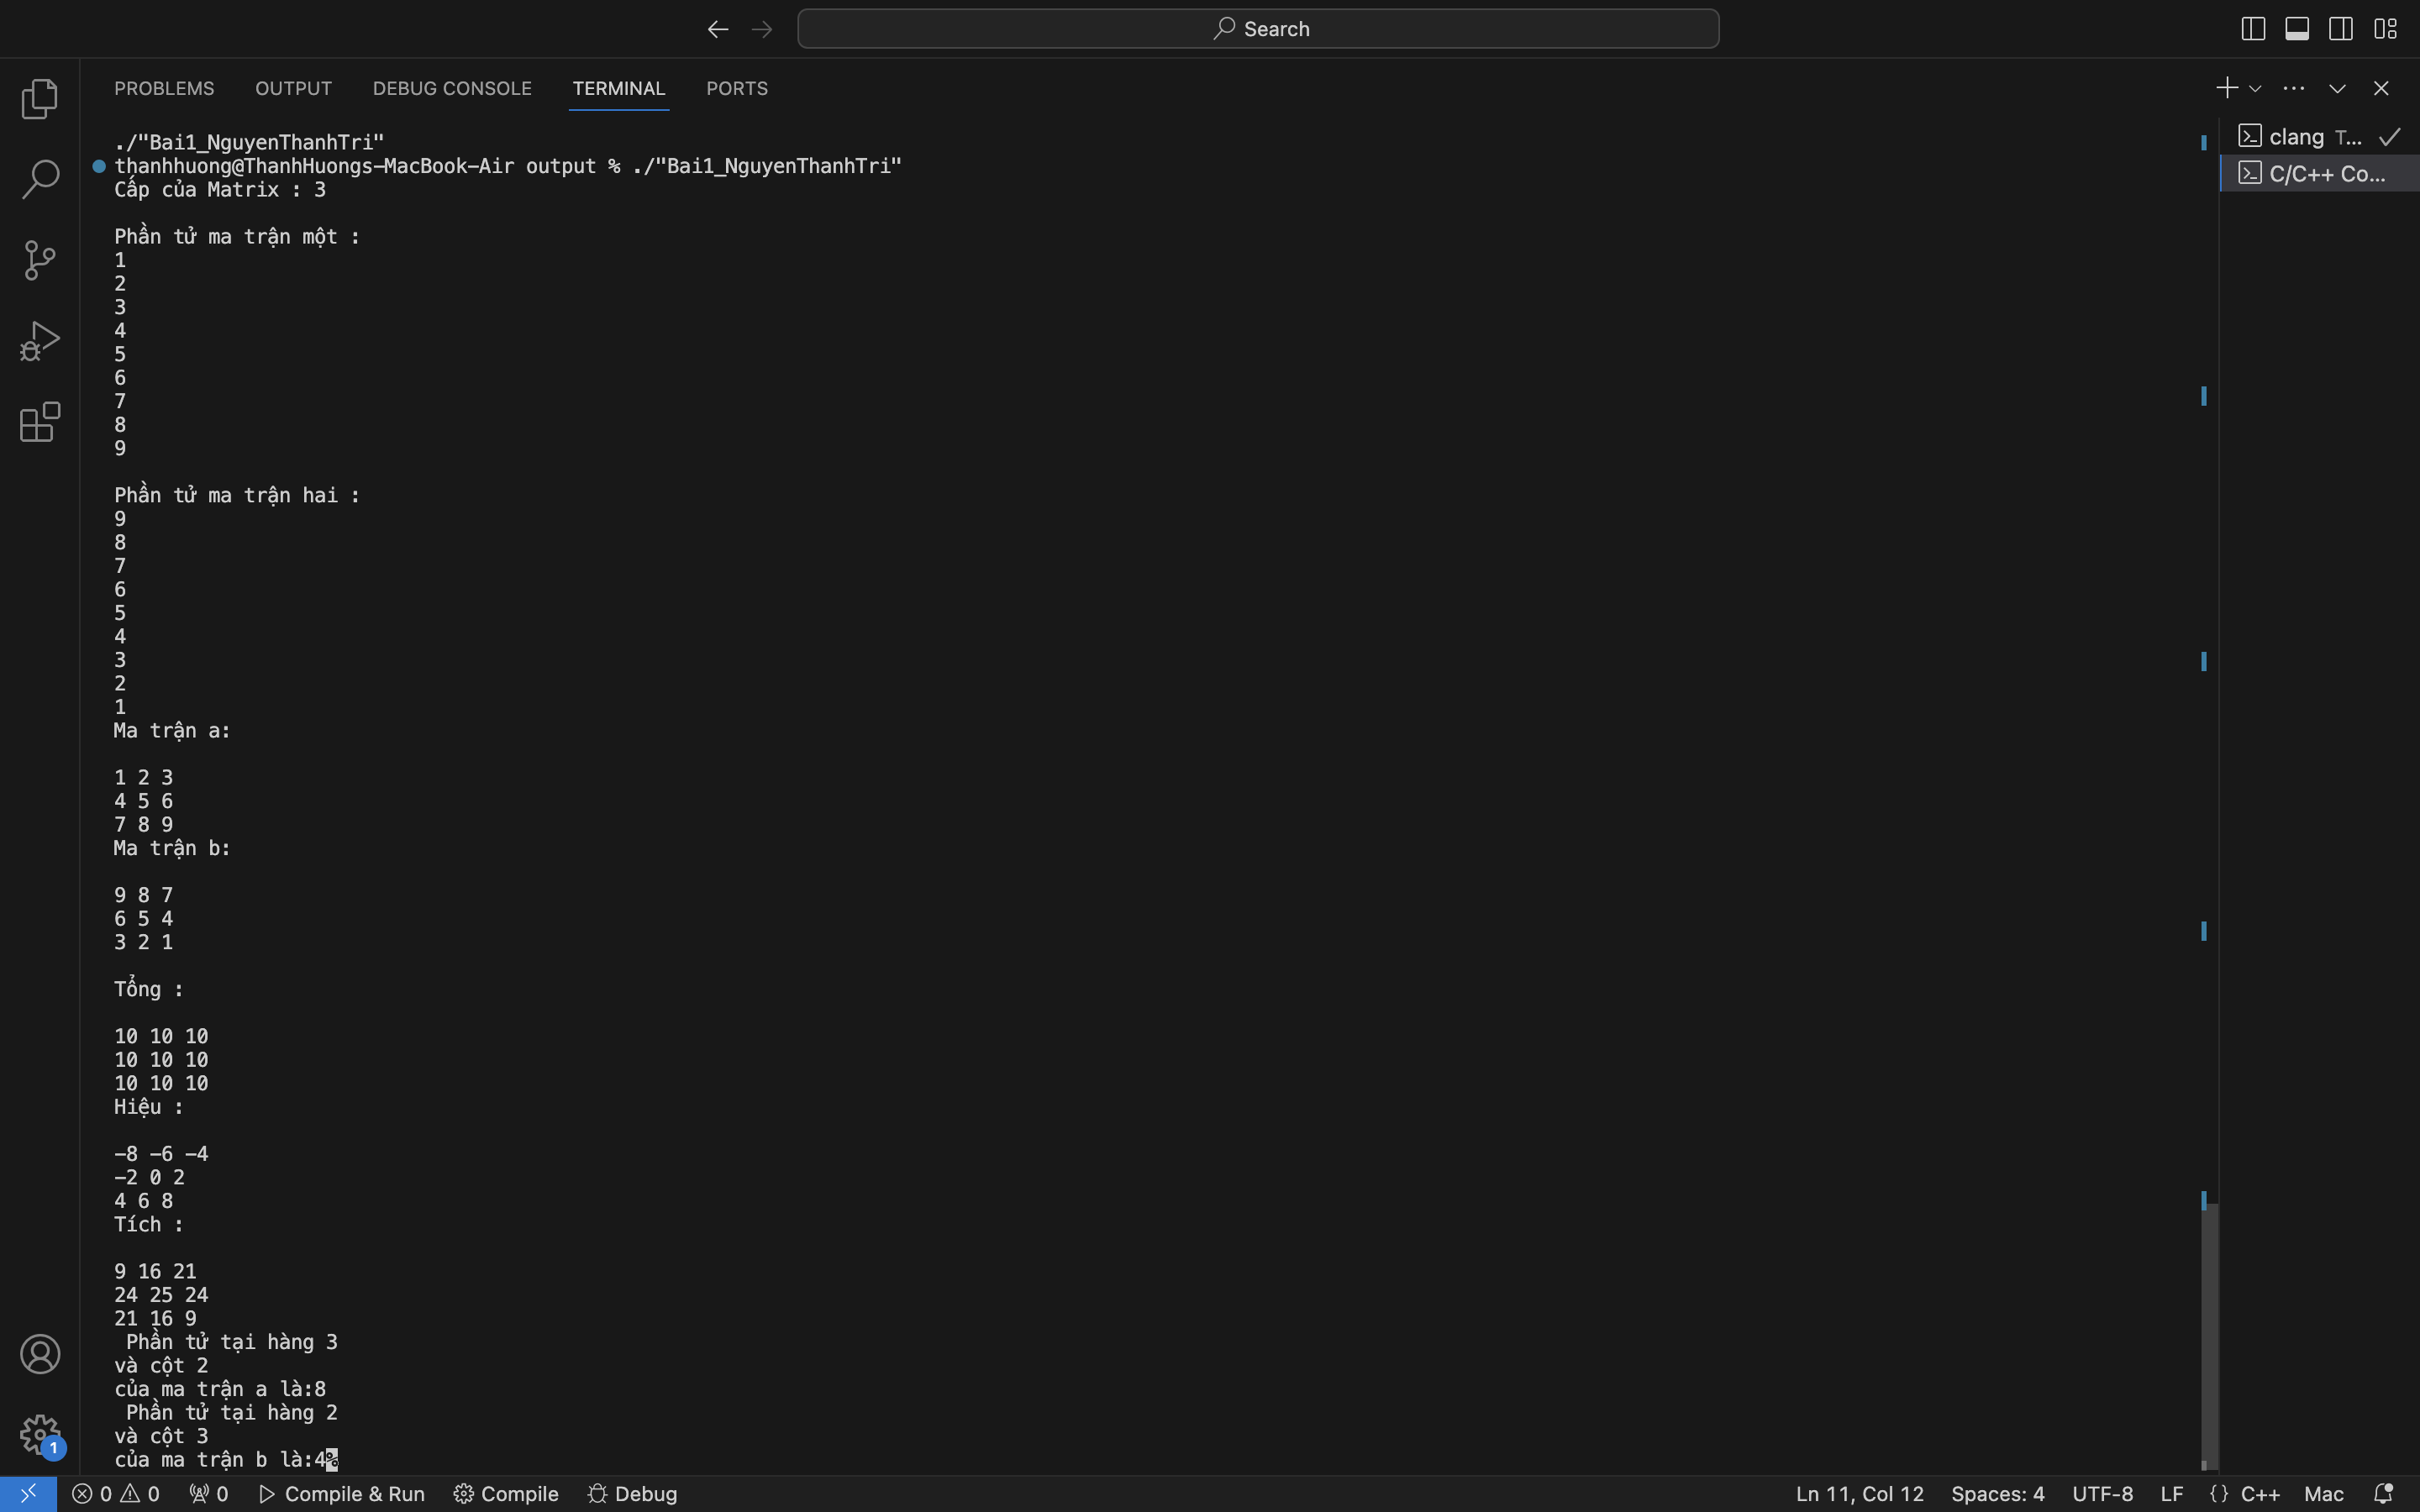 Search
PROBLEMS OUTPUT DEBUG CONSOLE TERMINAL PORTS
./"Bai1_NguyenThanhTri"
thanhhuong@ThanhHuongs-MacBook-Air output % ./"Bai1_NguyenThanhTri"
Cấp của Matrix : 3
Phần tử ma trận một :
1
2
3
4
5
6
7
8
9
Phần tử ma trận hai :
9
8
7
6
5
4
3
2
1
Ma trận a:
1 2 3
4 5 6
7 8 9
Ma trận b:
9 8 7
6 5 4
3 2 1
Tổng :
10 10 10
10 10 10
10 10 10
Hiệu :
-8 -6 -4
-2 0 2
4 6 8
Tích :
9 16 21
24 25 24
21 16 9
Phần tử tại hàng 3
và cột 2
của ma trận a là:8
Phần tử tại hàng 2
và cột 3
của ma trận b là:4%
clang T...
C/C++ Co...
1
0 0 0 Compile & Run Compile Debug
Ln 11, Col 12 Spaces: 4 UTF-8 LF {} C++ Mac